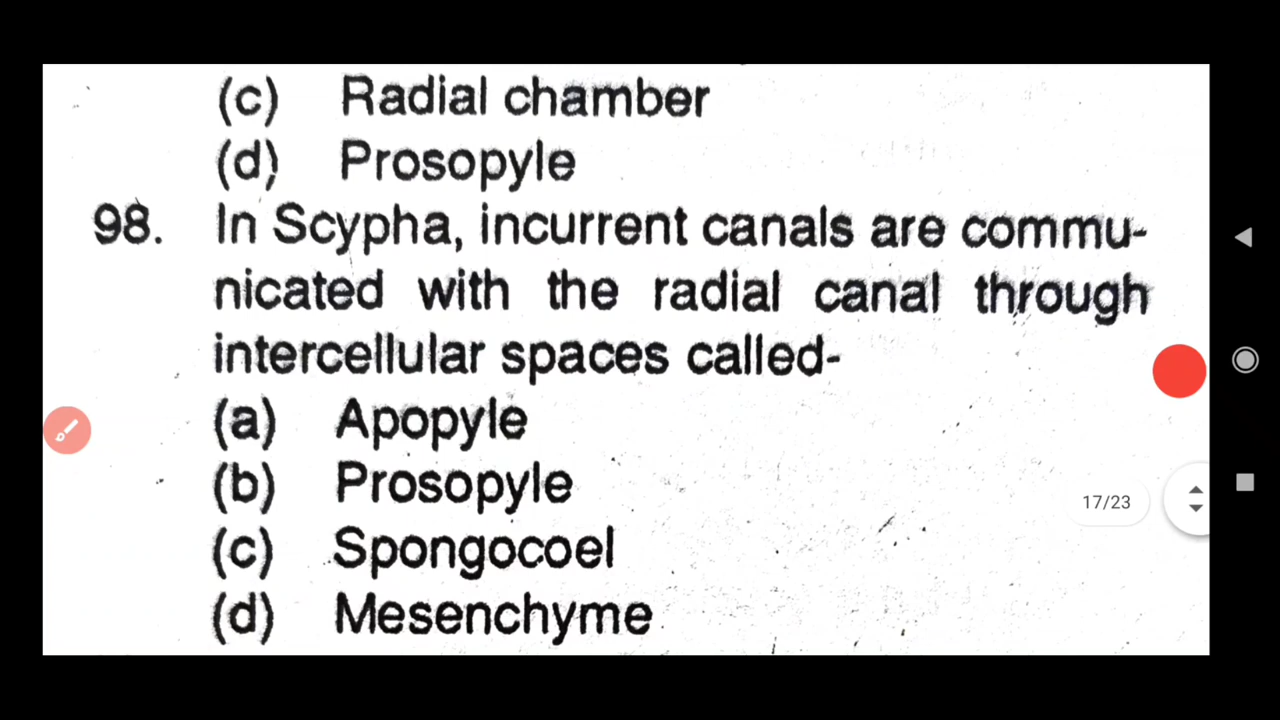 (c) Radial chamber
(d) Prosopyle
98. In Scypha, incurrent canals are commu-
nicated with the radial canal through
intercellular spaces called-
(a) Apopyle
(b) Prosopyle
(c) Spongocoel
(d) Mesenchyme
17/23